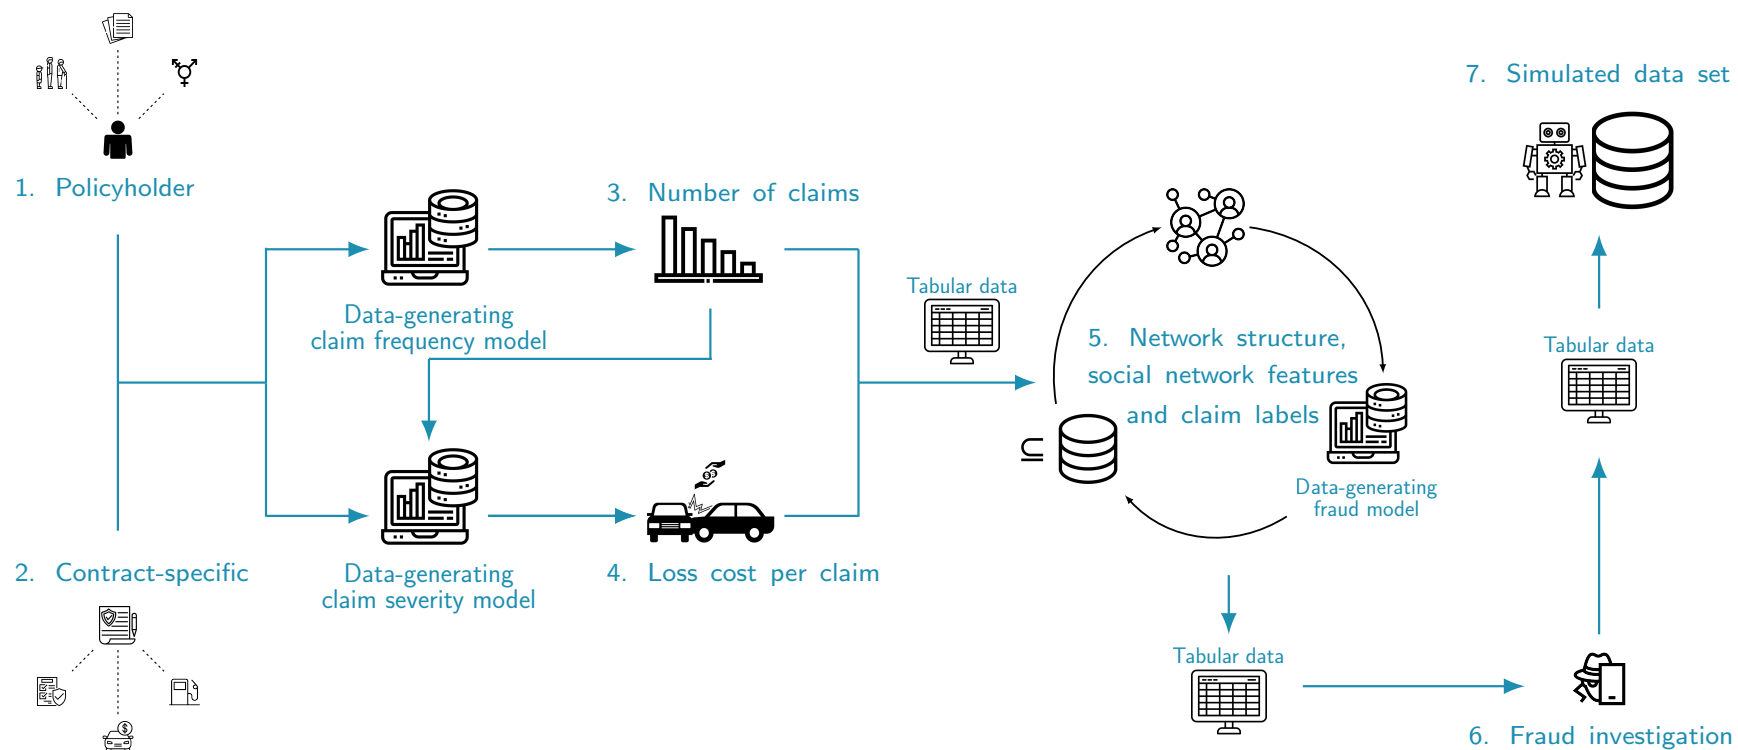 1. Policyholder
2. Contract-specific
Data-generating
claim frequency model
Data-generating
claim severity model
3. Number of claims
4. Loss cost per claim
Tabular data
5. Network structure,
social network features
and claim labels
⊆
Data-generating
fraud model
Tabular data
6. Fraud investigation
Tabular data
7. Simulated data set